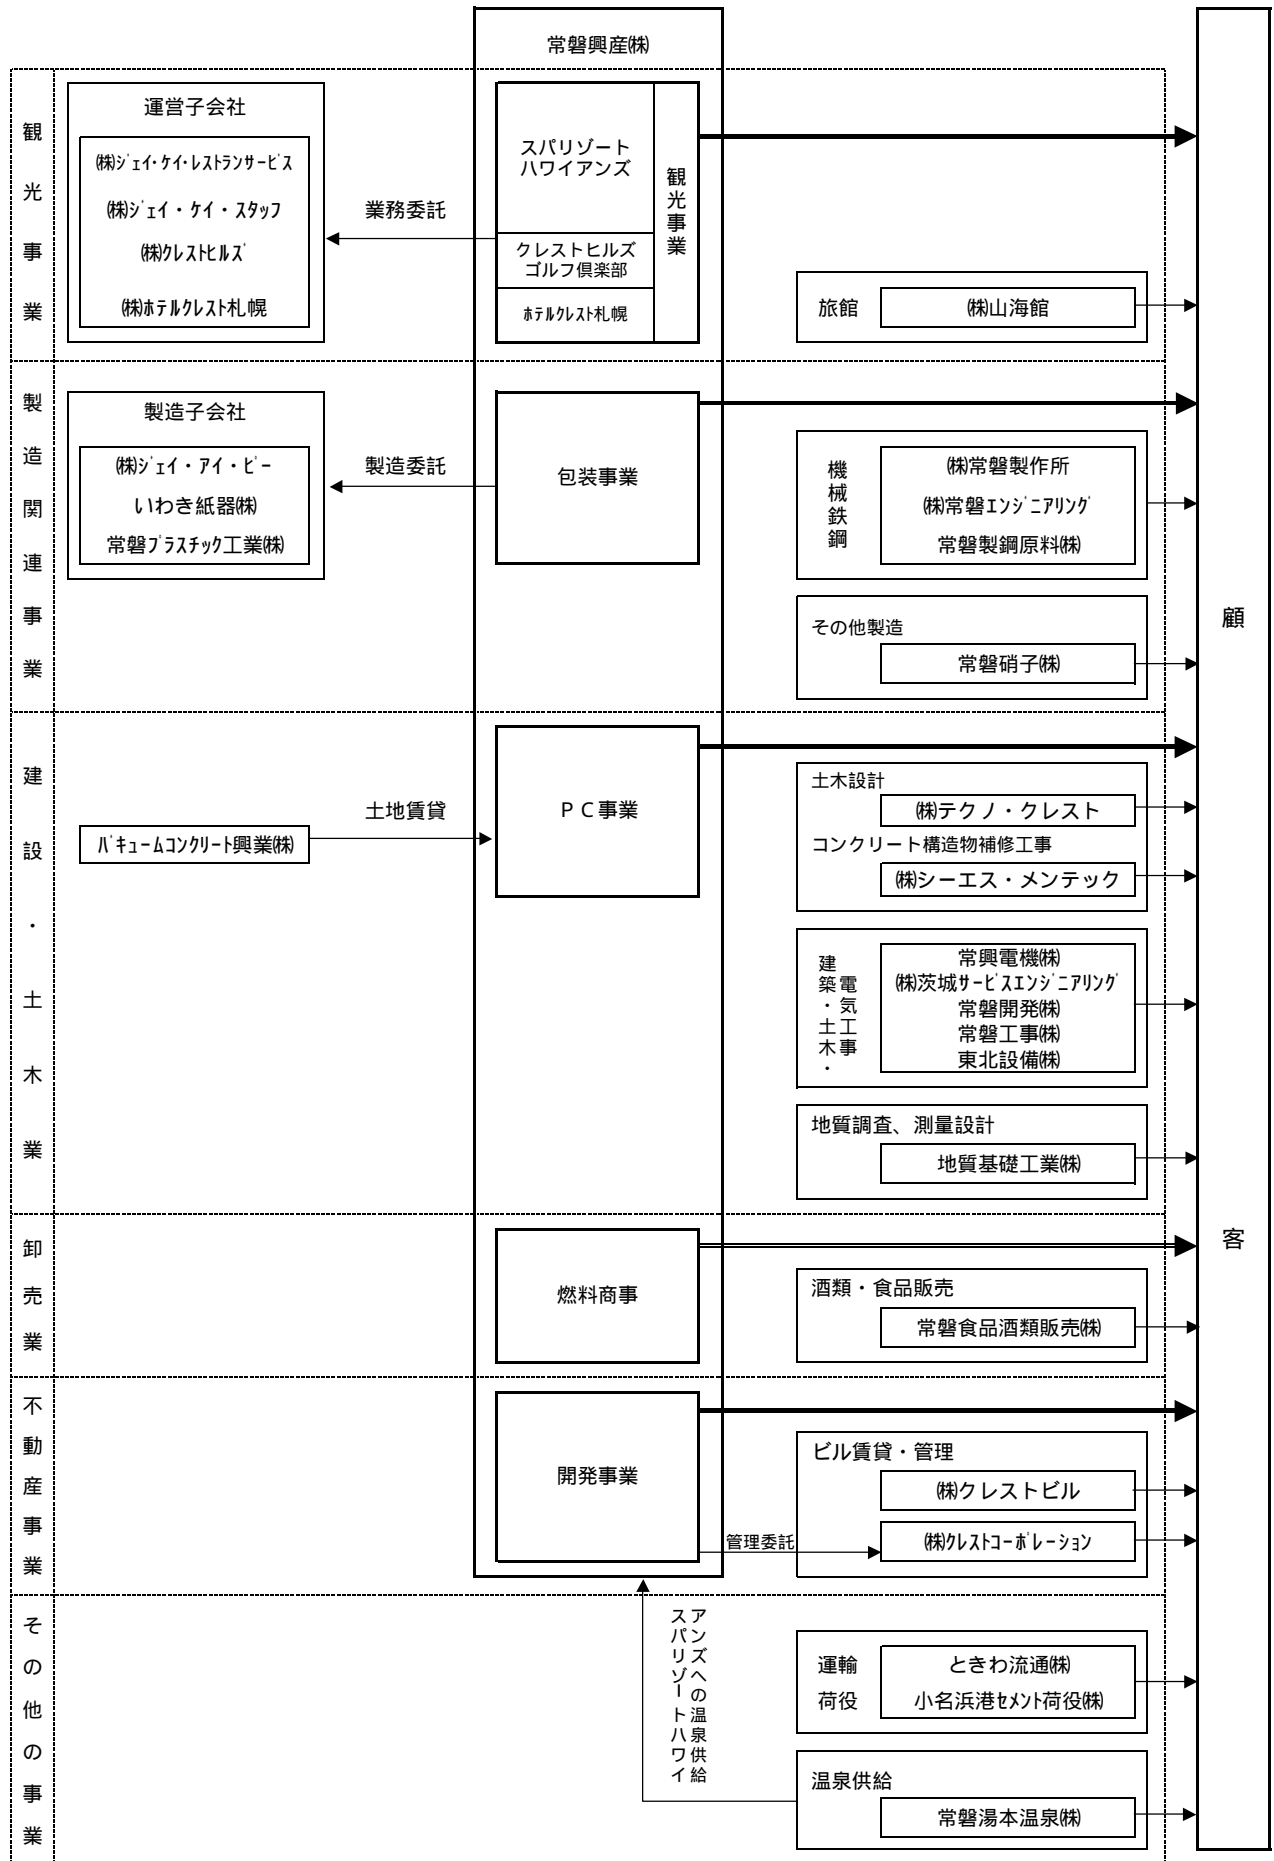 常磐興産㈱
観光事業
運営子会社
㈱ｼﾞｪｲ･ｹｲ･ﾚｽﾄﾗﾝｻｰﾋﾞｽ
㈱ｼﾞｪｲ・ｹｲ・ｽﾀｯﾌ
㈱ｸﾚｽﾄﾋﾙｽﾞ
㈱ﾎﾃﾙｸﾚｽﾄ札幌
業務委託
スパリゾート
ハワイアンズ
クレストヒルズ
ゴルフ倶楽部
ﾎﾃﾙｸﾚｽﾄ札幌
観光事業
旅館
㈱山海館
製造関連事業
製造子会社
㈱ｼﾞｪｲ・ｱｲ・ﾋﾟｰ
いわき紙器㈱
常磐ﾌﾟﾗｽﾁｯｸ工業㈱
製造委託
包装事業
機械鉄鋼
㈱常磐製作所
㈱常磐ｴﾝｼﾞﾆｱﾘﾝｸﾞ
常磐製鋼原料㈱
その他製造
常磐硝子㈱
建設・土木業
ﾊﾞｷｭｰﾑｺﾝｸﾘｰﾄ興業㈱
土地賃貸
ＰＣ事業
土木設計
㈱テクノ・クレスト
コンクリート構造物補修工事
㈱シーエス・メンテック
建築・土木・
電気工事
常興電機㈱
㈱茨城ｻｰﾋﾞｽｴﾝｼﾞﾆｱﾘﾝｸﾞ
常磐開発㈱
常磐工事㈱
東北設備㈱
地質調査、測量設計
地質基礎工業㈱
卸売業
燃料商事
酒類・食品販売
常磐食品酒類販売㈱
不動産事業
開発事業
管理委託
ビル賃貸・管理
㈱クレストビル
㈱ｸﾚｽﾄｺｰﾎﾟﾚｰｼｮﾝ
その他の事業
スパリゾートハワイ
アンズへの温泉供給
運輸
荷役
ときわ流通㈱
小名浜港ｾﾒﾝﾄ荷役㈱
温泉供給
常磐湯本温泉㈱
顧客